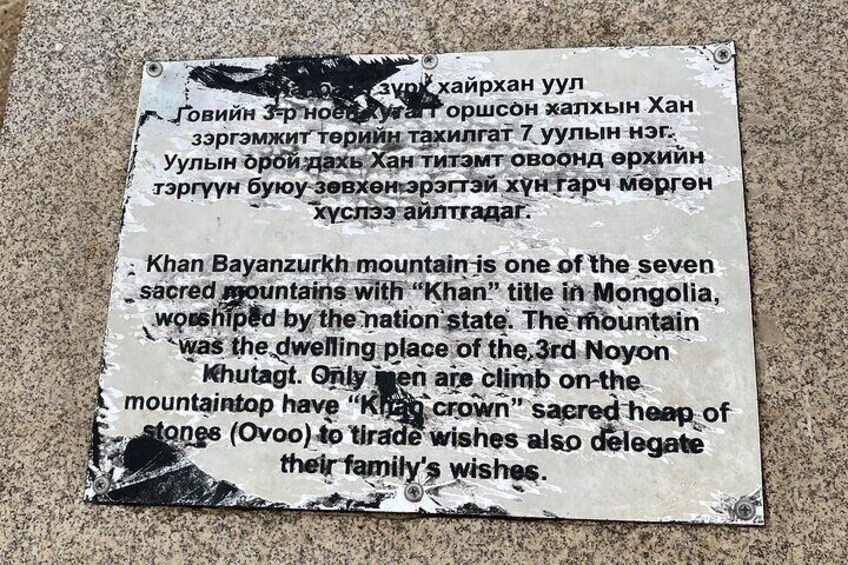 зүрх хайрхан уул
Говийн 3-р ноён хутагт оршсон халхын Хан
зэргэмжит төрийн тахилгат 7 уулын нэг.
Уулын орой дахь Хан титэмт овоонд өрхийн
тэргүүн буюу зөвхөн эрэгтэй хүн гарч мөргөн
хүслээ айлтгадаг.
Khan Bayanzurkh mountain is one of the seven
sacred mountains with “Khan” title in Mongolia,
worshiped by the nation state. The mountain
was the dwelling place of the 3rd Noyon
Khutagt. Only men are climb on the
mountaintop have “Khan crown” sacred heap of
stones (Ovoo) to tirade wishes also delegate
their family's wishes.